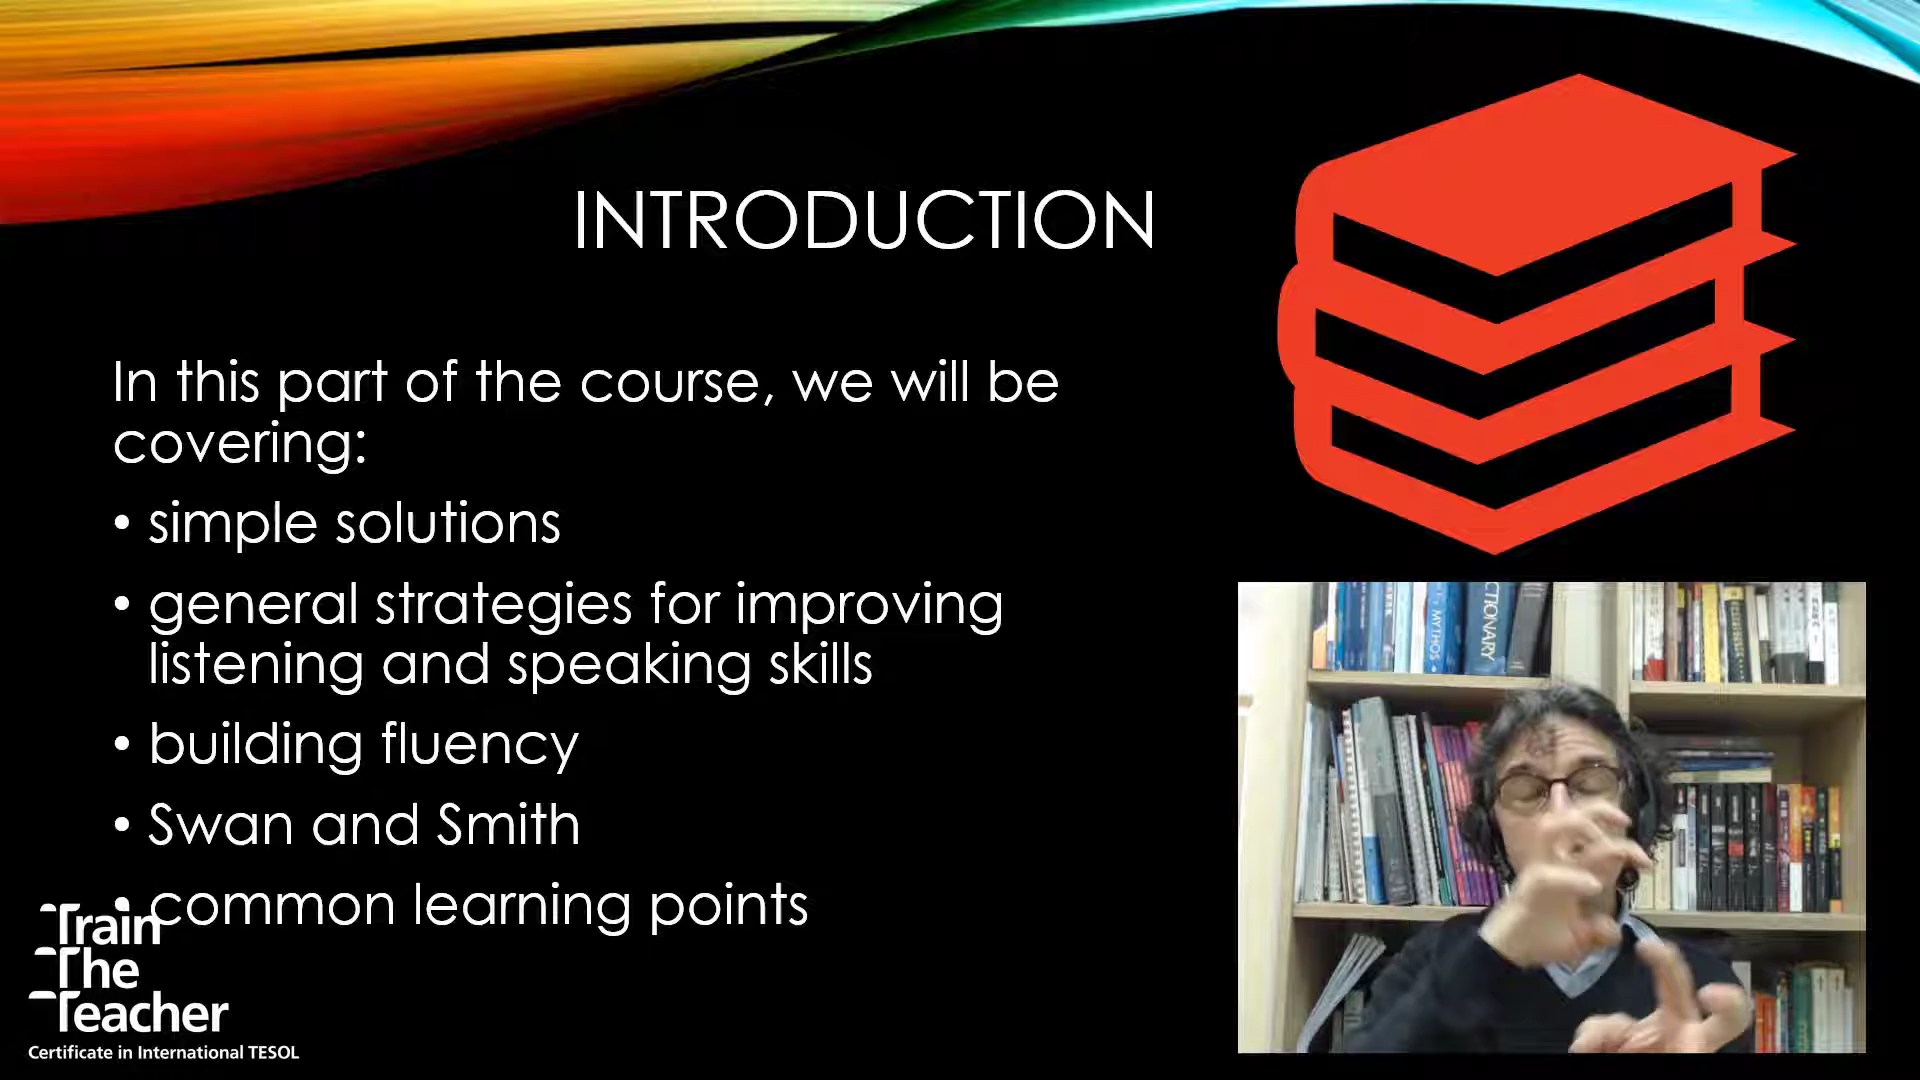 INTRODUCTION
In this part of the course, we will be
covering:
• simple solutions
• general strategies for improving
listening and speaking skills
• building fluency
• Swan and Smith
• common learning points
Train
The
Teacher
Certificate in International TESOL
MYTHOS